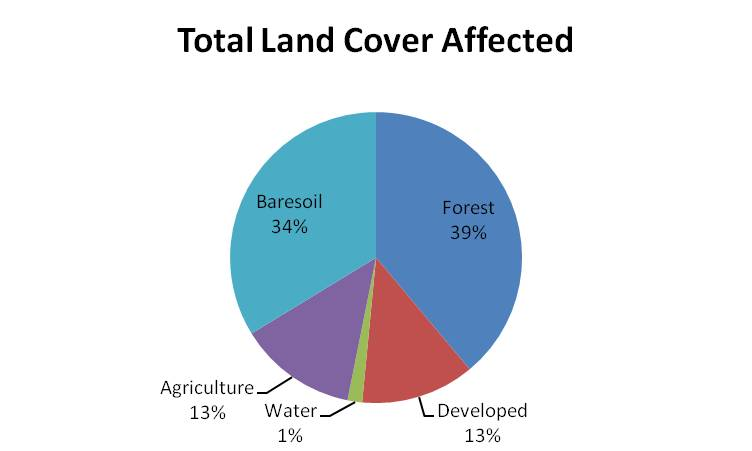 Total Land Cover Affected
Baresoil
34%
Forest
39%
Agriculture
13%
Water
1%
Developed
13%